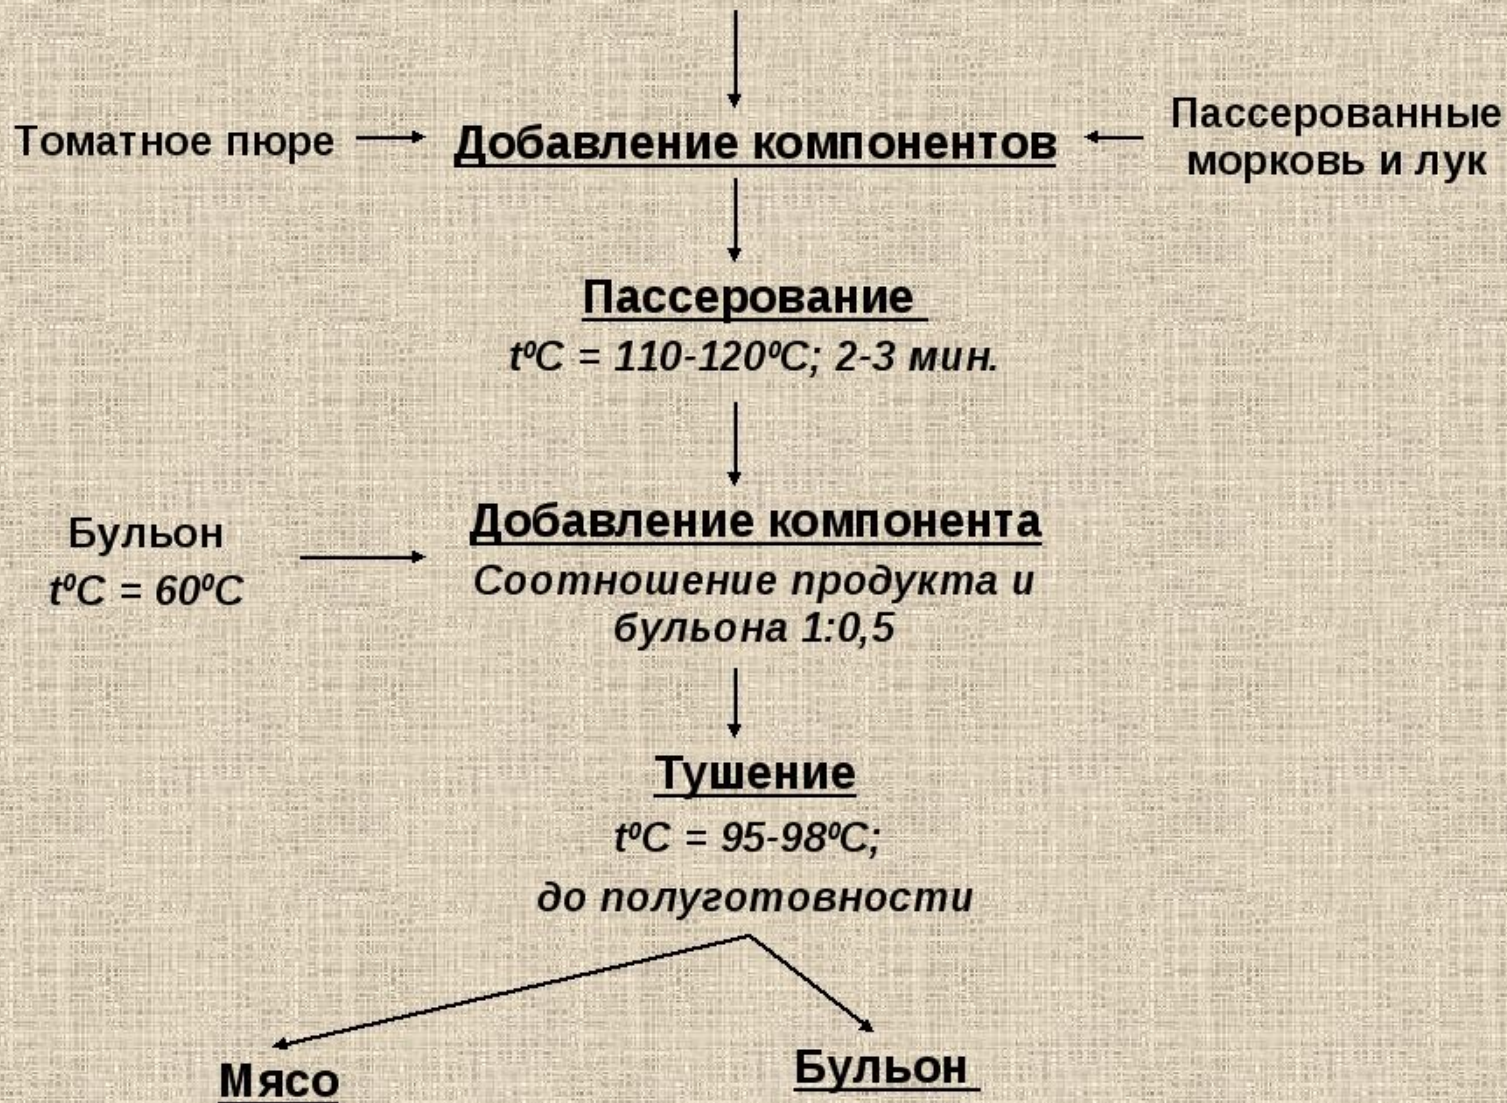 Томатное пюре
Добавление компонентов
Пассерованные
морковь и лук
Пассерование
t⁰C = 110-120⁰C; 2-3 мин.
Бульон
t⁰C = 60⁰C
Добавление компонента
Соотношение продукта и
бульона 1:0,5
Тушение
t⁰C = 95-98⁰C;
до полуготовности
Мясо
Бульон